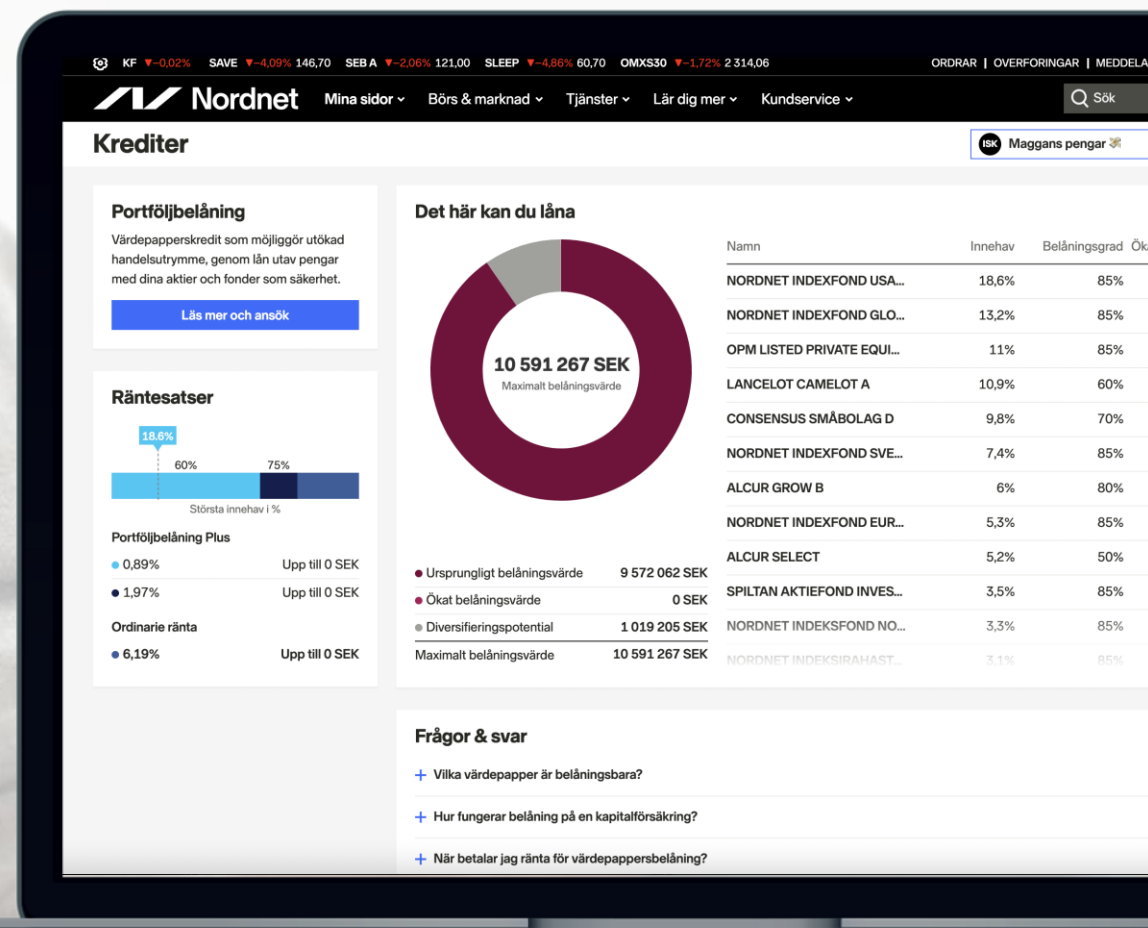 KF ▼−0,02% SAVE ▼−4,09% 146,70 SEB A ▼−2,06% 121,00 SLEEP ▼−4,86% 60,70 OMXS30 ▼−1,72% 2 314,06 ORDRAR | ÖVERFÖRINGAR | MEDDELA
Nordnet Mina sidor Börs & marknad Tjänster Lär dig mer Kundservice Sök
Krediter
ISK Maggans pengar 💸
Portföljbelåning
Värdepapperskredit som möjliggör utökad
handelsutrymme, genom lån utav pengar
med dina aktier och fonder som säkerhet.
Läs mer och ansök
Räntesatser
18.6%
60% 75%
Största innehav i %
Portföljbelåning Plus
0,89% Upp till 0 SEK
1,97% Upp till 0 SEK
Ordinarie ränta
6,19% Upp till 0 SEK
Det här kan du låna
10 591 267 SEK
Maximalt belåningsvärde
Ursprungligt belåningsvärde 9 572 062 SEK
Ökat belåningsvärde 0 SEK
Diversifieringspotential 1 019 205 SEK
Maximalt belåningsvärde 10 591 267 SEK
Namn Innehav Belåningsgrad Öka
NORDNET INDEXFOND USA... 18,6% 85%
NORDNET INDEXFOND GLO... 13,2% 85%
OPM LISTED PRIVATE EQUI... 11% 85%
LANCELOT CAMELOT A 10,9% 60%
CONSENSUS SMÅBOLAG D 9,8% 70%
NORDNET INDEXFOND SVE... 7,4% 85%
ALCUR GROW B 6% 80%
NORDNET INDEXFOND EUR... 5,3% 85%
ALCUR SELECT 5,2% 50%
SPILTAN AKTIEFOND INVES... 3,5% 85%
NORDNET INDEKSFOND NO... 3,3% 85%
NORDNET INDEKSIRAHAST... 3.1% 85%
Frågor & svar
+ Vilka värdepapper är belåningsbara?
+ Hur fungerar belåning på en kapitalförsäkring?
+ När betalar jag ränta för värdepappersbelåning?